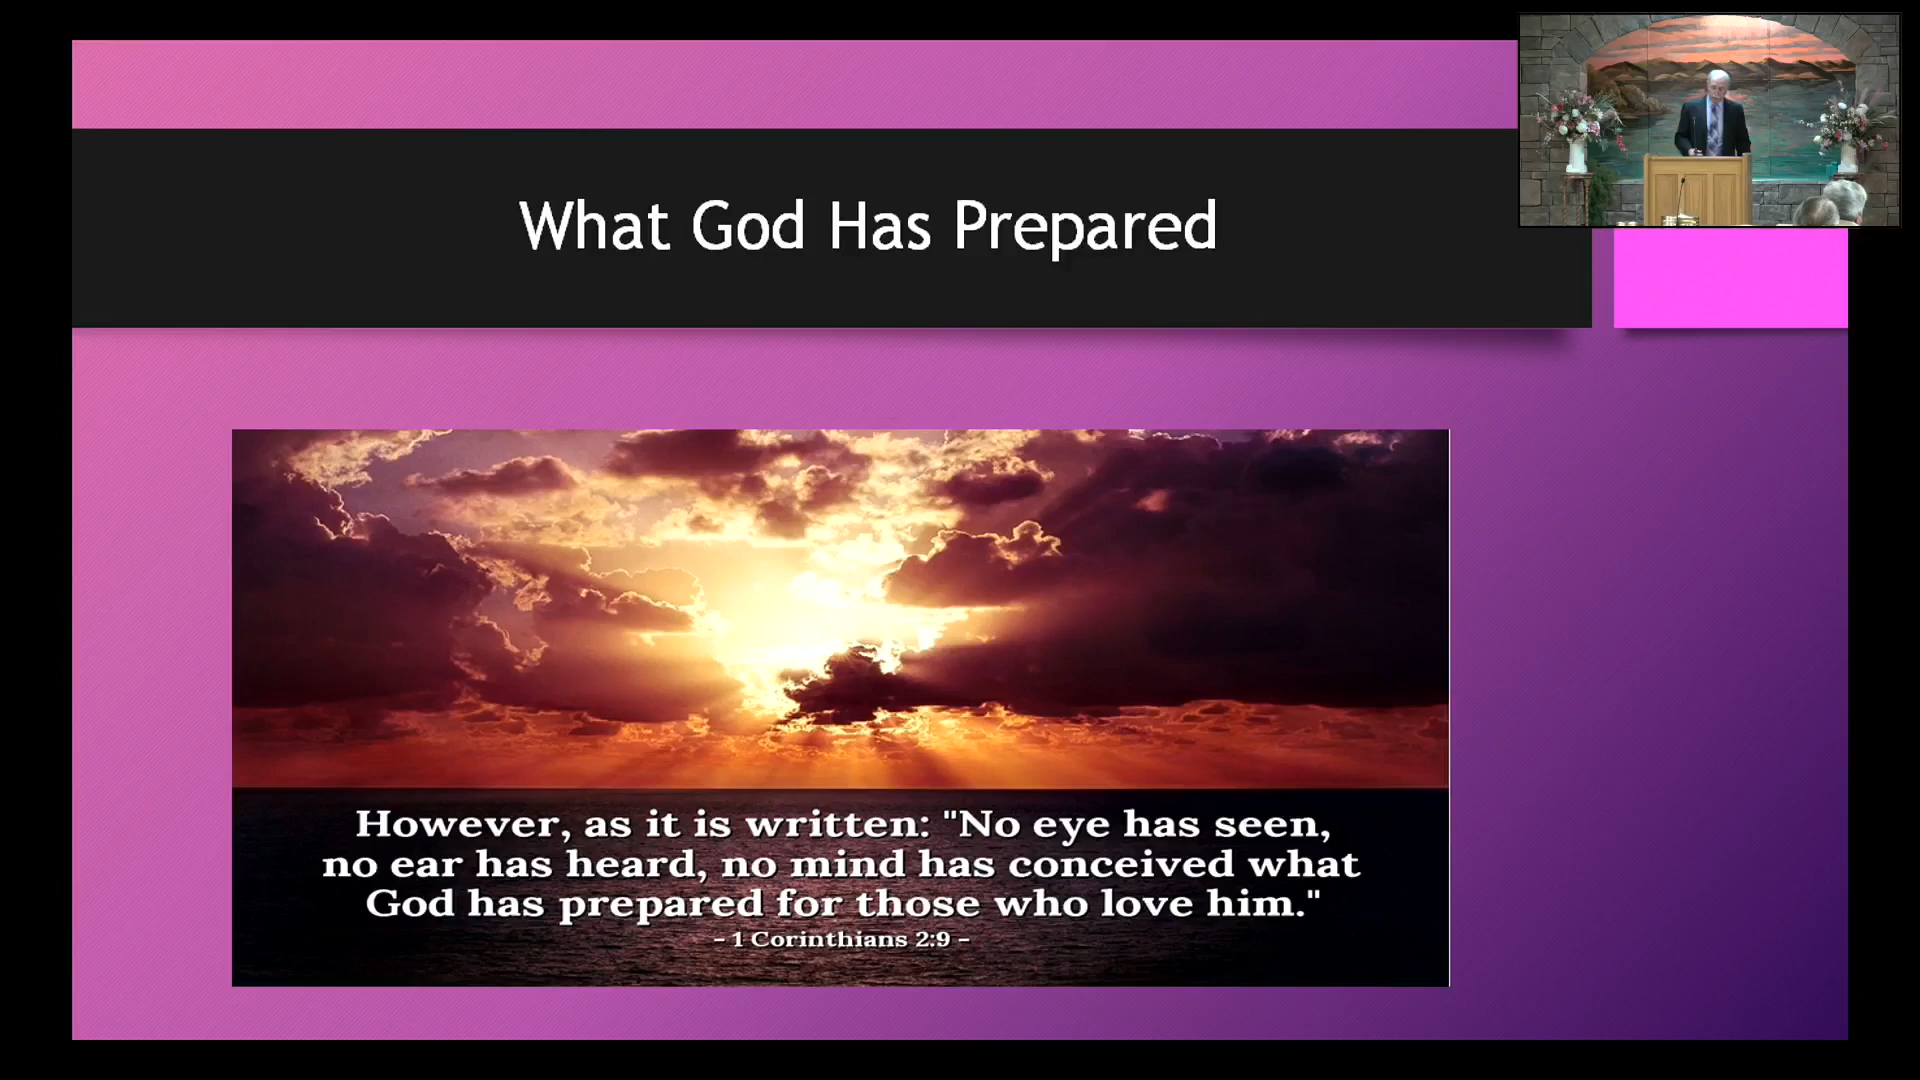 What God Has Prepared
However, as it is written: "No eye has seen,
no ear has heard, no mind has conceived what
God has prepared for those who love him."
- 1 Corinthians 2:9 -